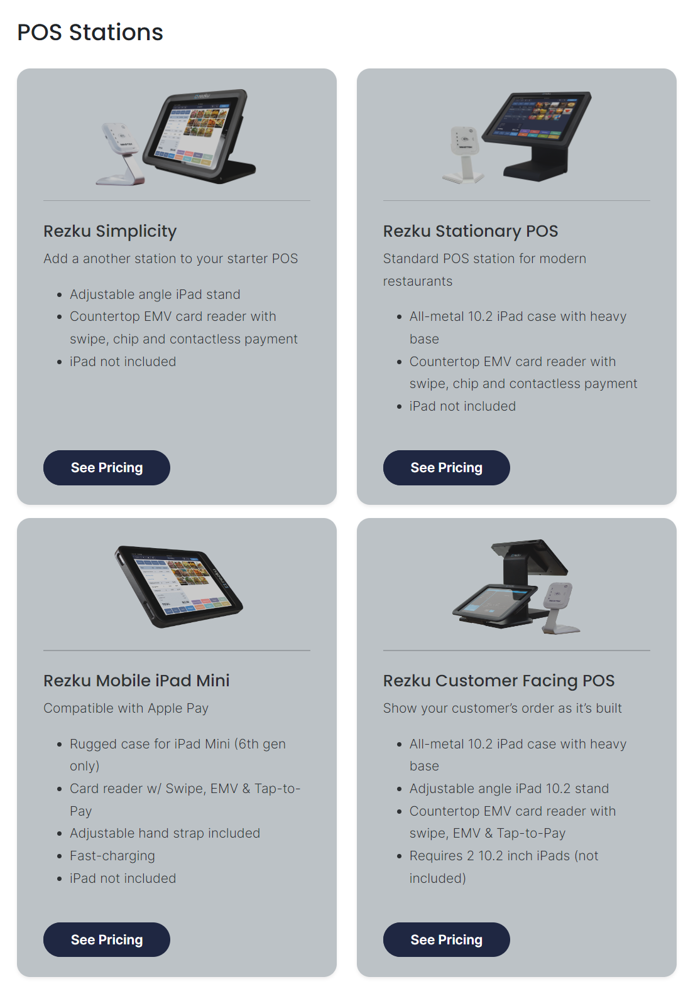 POS Stations
rezku
MAGTEK
Rezku Simplicity
Add a another station to your starter POS
Adjustable angle iPad stand
Countertop EMV card reader with
swipe, chip and contactless payment
iPad not included
See Pricing
Rezku Stationary POS
Standard POS station for modern
restaurants
All-metal 10.2 iPad case with heavy
base
Countertop EMV card reader with
swipe, chip and contactless payment
iPad not included
See Pricing
rezku
Rezku Mobile iPad Mini
Compatible with Apple Pay
Rugged case for iPad Mini (6th gen
only)
Card reader w/ Swipe, EMV & Tap-to-
Pay
Adjustable hand strap included
Fast-charging
iPad not included
See Pricing
Rezku Customer Facing POS
Show your customer’s order as it’s built
All-metal 10.2 iPad case with heavy
base
Adjustable angle iPad 10.2 stand
Countertop EMV card reader with
swipe, EMV & Tap-to-Pay
Requires 2 10.2 inch iPads (not
included)
See Pricing